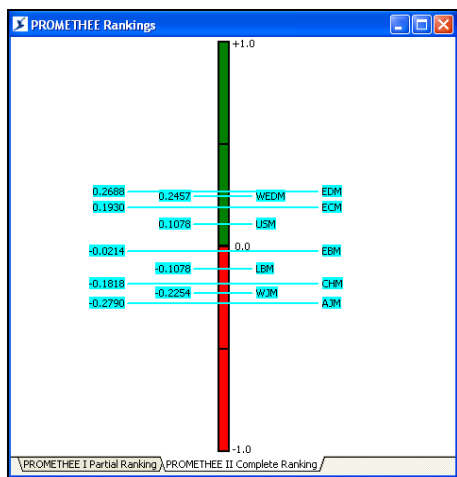 PROMETHEE Rankings
+1.0
0.2688 EDM
0.2457 WEDM
0.1930 ECM
0.1078 USM
0.0
-0.0214 EBM
-0.1078 LBM
-0.1818 CHM
-0.2254 WJM
-0.2790 AJM
-1.0
PROMETHEE I Partial Ranking PROMETHEE II Complete Ranking